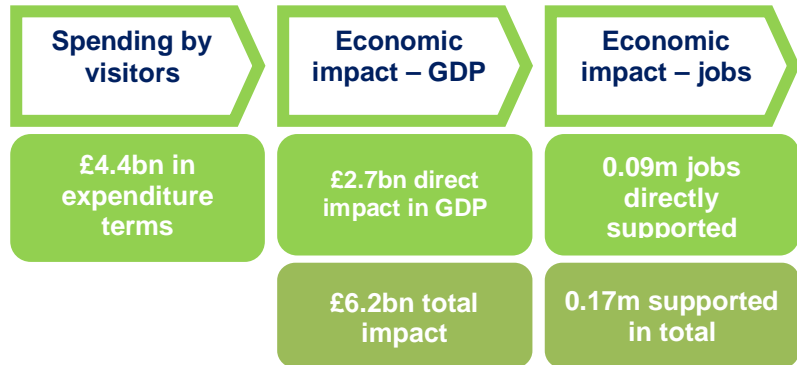 Spending by
visitors
Economic
impact – GDP
Economic
impact – jobs
£4.4bn in
expenditure
terms
£2.7bn direct
impact in GDP
0.09m jobs
directly
supported
£6.2bn total
impact
0.17m supported
in total